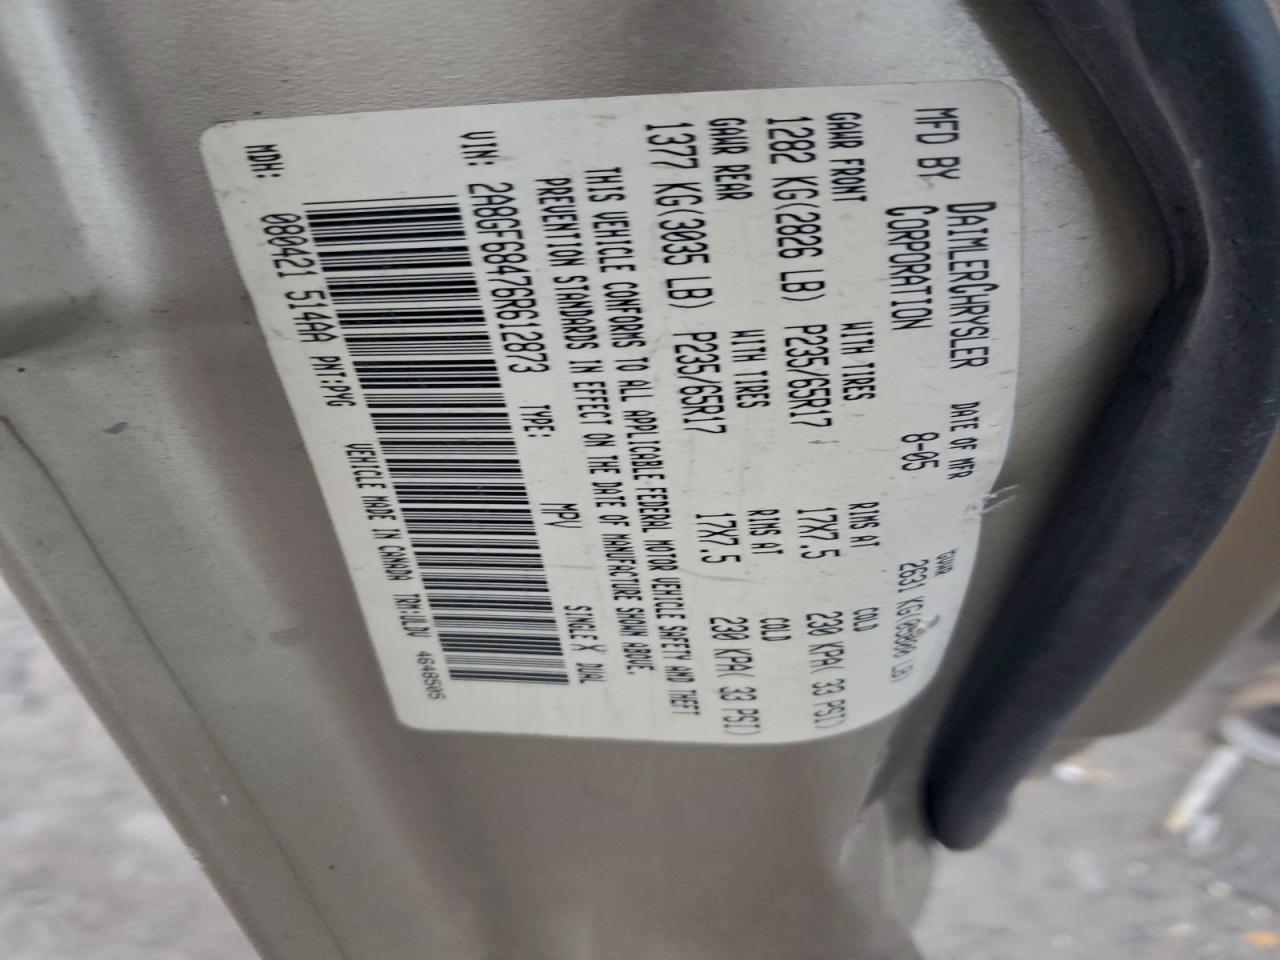 MFD BY DAIMLERCHRYSLER CORPORATION
DATE OF MFR 8-05
GVWR 2631 KG(05800 LB)
GAWR FRONT WITH TIRES RIMS AT COLD
1282 KG(2826 LB) P235/65R17 17X7.5 230 KPA( 33 PSI)
GAWR REAR WITH TIRES RIMS AT COLD
1377 KG(3035 LB) P235/65R17 17X7.5 230 KPA( 33 PSI)
THIS VEHICLE CONFORMS TO ALL APPLICABLE FEDERAL MOTOR VEHICLE SAFETY AND THEFT
PREVENTION STANDARDS IN EFFECT ON THE DATE OF MANUFACTURE SHOWN ABOVE.
VIN: 2A8GF68476R612873 TYPE: MPV SINGLE X DUAL
MDH: 080421 514AA PNT:PKG VEHICLE MADE IN CANADA TRM:ULDV 4648505